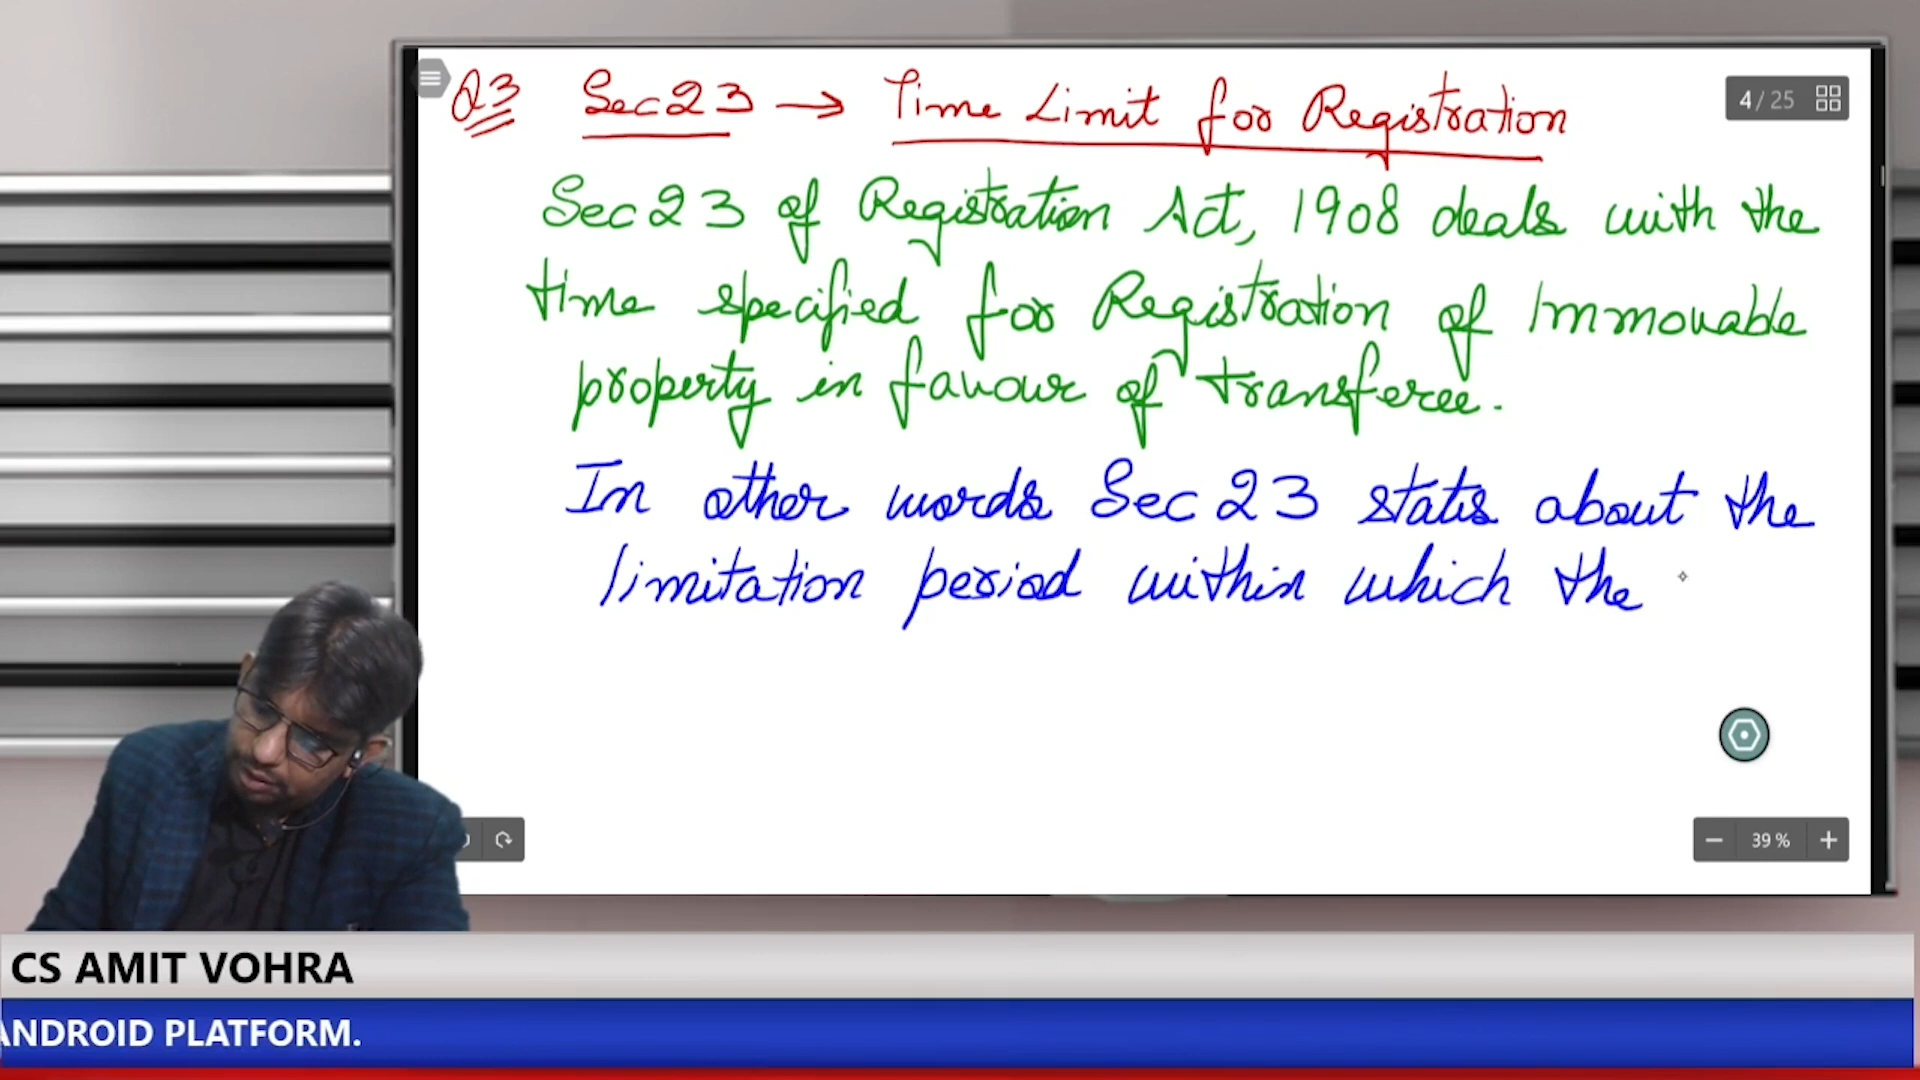 Q3 Sec 23 → Time Limit for Registration
4 / 25
Sec 23 of Registration Act, 1908 deals with the
time specified for Registration of Immovable
property in favour of transferee.
In other words Sec 23 states about the
limitation period within which the
39 %
CS AMIT VOHRA
ANDROID PLATFORM.